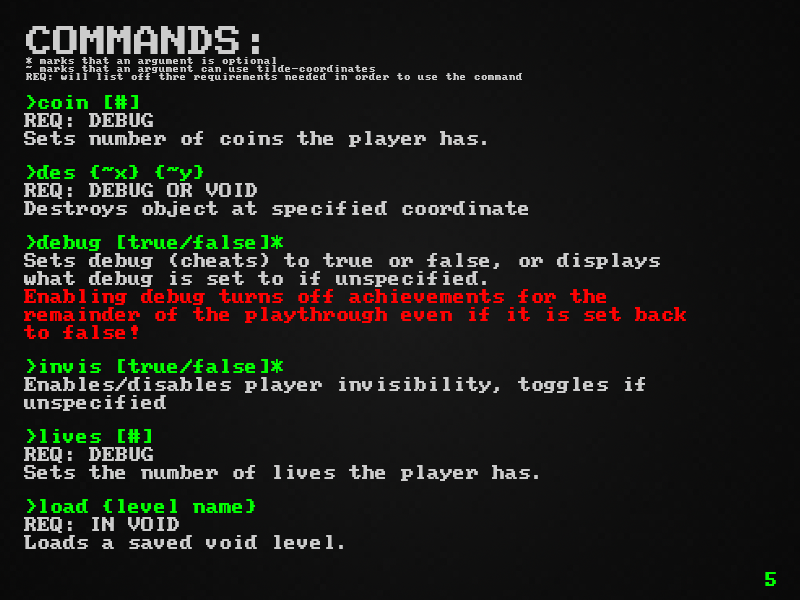 COMMANDS:
* marks that an argument is optional
~ marks that an argument can use tilde-coordinates
REQ: will list off thre requirements needed in order to use the command
>coin [#]
REQ: DEBUG
Sets number of coins the player has.
>des {~x} {~y}
REQ: DEBUG OR VOID
Destroys object at specified coordinate
>debug [true/false]*
Sets debug (cheats) to true or false, or displays
what debug is set to if unspecified.
Enabling debug turns off achievements for the
remainder of the playthrough even if it is set back
to false!
>invis [true/false]*
Enables/disables player invisibility, toggles if
unspecified
>lives [#]
REQ: DEBUG
Sets the number of lives the player has.
>load {level name}
REQ: IN VOID
Loads a saved void level.
5